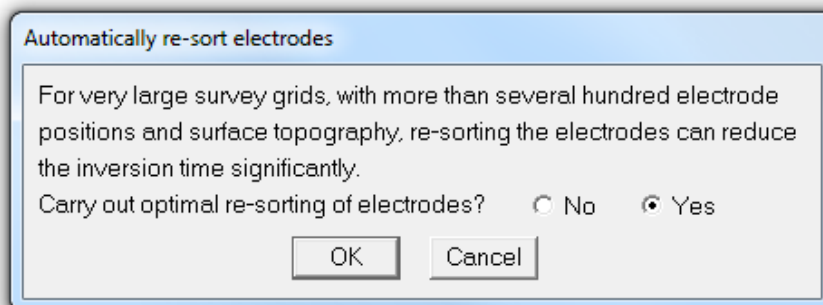 Automatically re-sort electrodes
For very large survey grids, with more than several hundred electrode
positions and surface topography, re-sorting the electrodes can reduce
the inversion time significantly.
Carry out optimal re-sorting of electrodes? No Yes
OK Cancel